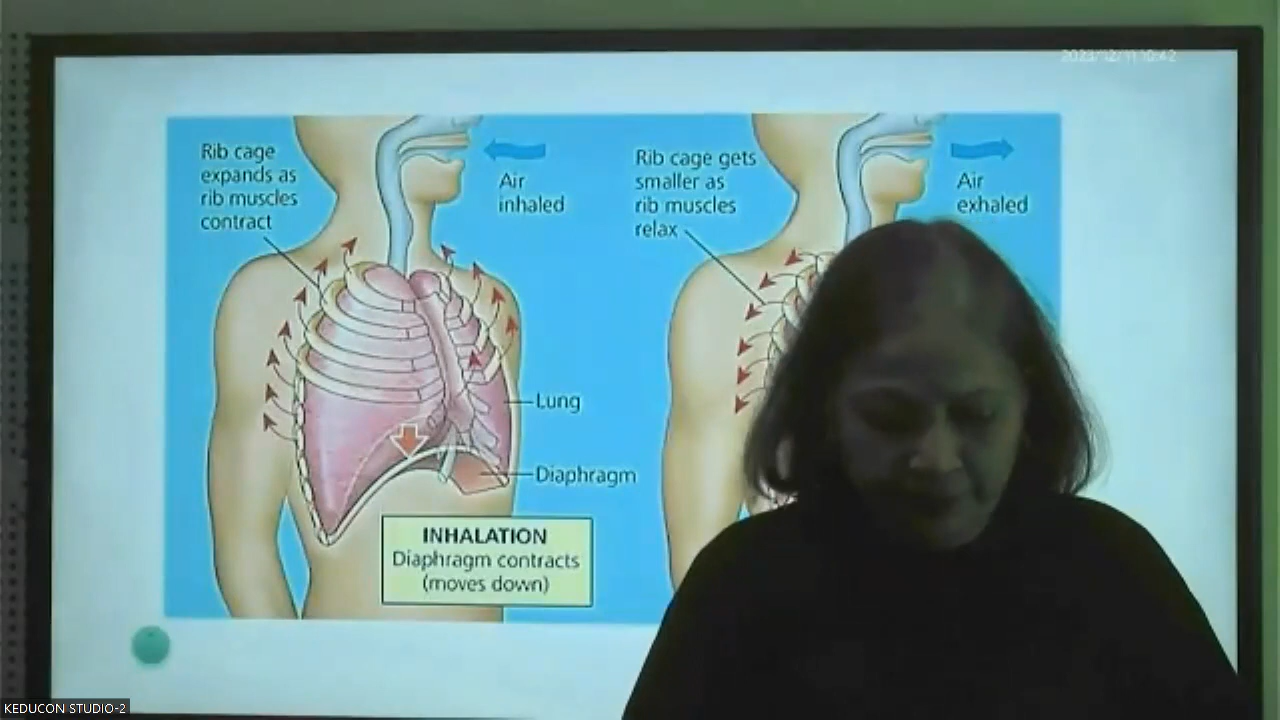 Rib cage
expands as
rib muscles
contract
Air
inhaled
Lung
Diaphragm
INHALATION
Diaphragm contracts
(moves down)
Rib cage gets
smaller as
rib muscles
relax
Air
exhaled
KEDUCON STUDIO-2